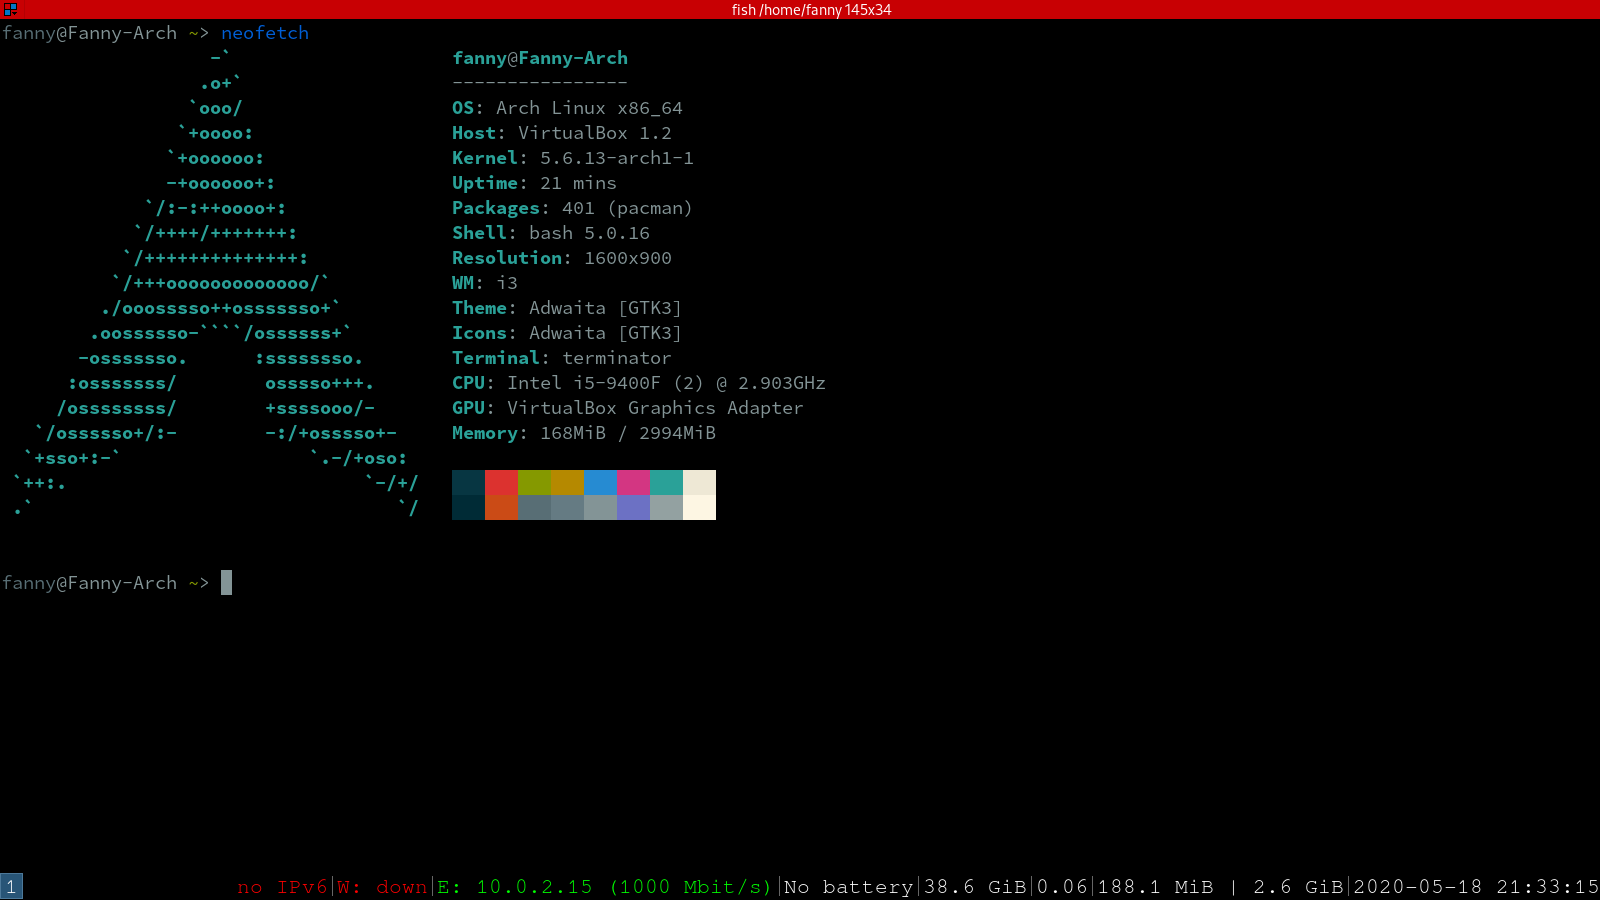 fish /home/fanny 145x34
fanny@Fanny-Arch ~> neofetch
                   -`                    fanny@Fanny-Arch
                  .o+`                   ----------------
                 `ooo/                   OS: Arch Linux x86_64
                `+oooo:                  Host: VirtualBox 1.2
               `+oooooo:                 Kernel: 5.6.13-arch1-1
               -+oooooo+:                Uptime: 21 mins
             `/:-:++oooo+:               Packages: 401 (pacman)
            `/++++/+++++++:              Shell: bash 5.0.16
           `/++++++++++++++:             Resolution: 1600x900
          `/+++ooooooooooooo/`           WM: i3
         ./ooosssso++osssssso+`          Theme: Adwaita [GTK3]
        .oossssso-````/ossssss+`         Icons: Adwaita [GTK3]
       -osssssso.      :ssssssso.        Terminal: terminator
      :osssssss/        osssso+++.       CPU: Intel i5-9400F (2) @ 2.903GHz
     /ossssssss/        +ssssooo/-       GPU: VirtualBox Graphics Adapter
   `/ossssso+/:-        -:/+osssso+-     Memory: 168MiB / 2994MiB
  `+sso+:-`                 `.-/+oso:
 `++:.                           `-/+/
 .`                                 `/
fanny@Fanny-Arch ~>
1 no IPv6|W: down|E: 10.0.2.15 (1000 Mbit/s)|No battery|38.6 GiB|0.06|188.1 MiB | 2.6 GiB|2020-05-18 21:33:15